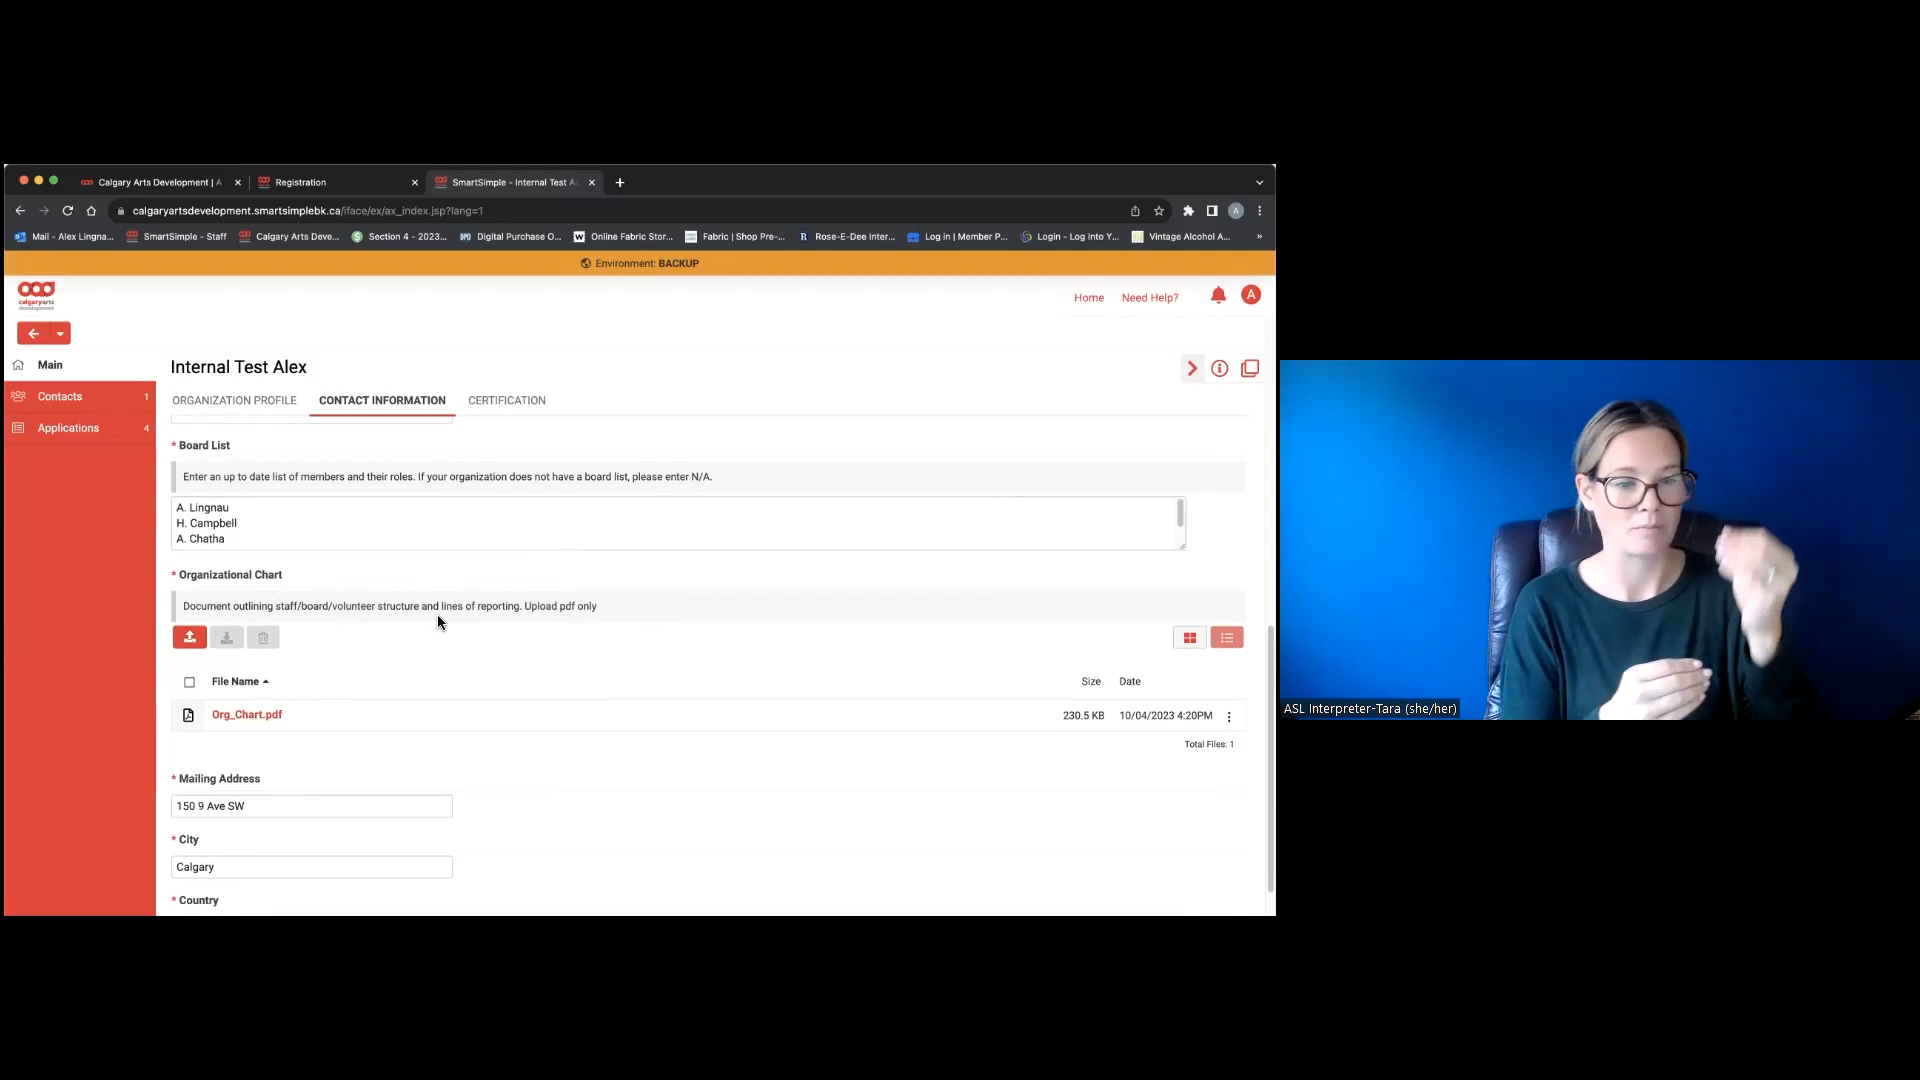 Calgary Arts Development | A
Registration
SmartSimple - Internal Test Al
calgaryartsdevelopment.smartsimplebk.ca/iface/ex/ax_index.jsp?lang=1
A
Mail - Alex Lingna...
SmartSimple - Staff
Calgary Arts Deve...
Section 4 - 2023...
Digital Purchase O...
Online Fabric Stor...
Fabric | Shop Pre-...
Rose-E-Dee Inter...
Log in | Member P...
Login - Log Into Y...
Vintage Alcohol A...
»
Environment: BACKUP
calgaryarts
development
Home
Need Help?
A
Main
Contacts 1
Applications 4
Internal Test Alex
ORGANIZATION PROFILE
CONTACT INFORMATION
CERTIFICATION
* Board List
Enter an up to date list of members and their roles. If your organization does not have a board list, please enter N/A.
A. Lingnau
H. Campbell
A. Chatha
* Organizational Chart
Document outlining staff/board/volunteer structure and lines of reporting. Upload pdf only
File Name Size Date
Org_Chart.pdf 230.5 KB 10/04/2023 4:20PM
Total Files: 1
* Mailing Address
150 9 Ave SW
* City
Calgary
* Country
ASL Interpreter-Tara (she/her)